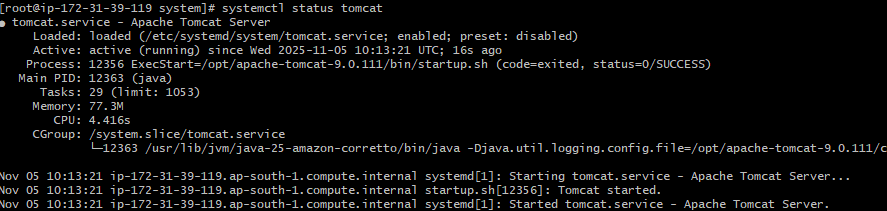 [root@ip-172-31-39-119 system]# systemctl status tomcat
● tomcat.service - Apache Tomcat Server
     Loaded: loaded (/etc/systemd/system/tomcat.service; enabled; preset: disabled)
     Active: active (running) since Wed 2025-11-05 10:13:21 UTC; 16s ago
    Process: 12356 ExecStart=/opt/apache-tomcat-9.0.111/bin/startup.sh (code=exited, status=0/SUCCESS)
   Main PID: 12363 (java)
      Tasks: 29 (limit: 1053)
     Memory: 77.3M
        CPU: 4.416s
     CGroup: /system.slice/tomcat.service
             └─12363 /usr/lib/jvm/java-25-amazon-corretto/bin/java -Djava.util.logging.config.file=/opt/apache-tomcat-9.0.111/c
Nov 05 10:13:21 ip-172-31-39-119.ap-south-1.compute.internal systemd[1]: Starting tomcat.service - Apache Tomcat Server...
Nov 05 10:13:21 ip-172-31-39-119.ap-south-1.compute.internal startup.sh[12356]: Tomcat started.
Nov 05 10:13:21 ip-172-31-39-119.ap-south-1.compute.internal systemd[1]: Started tomcat.service - Apache Tomcat Server.